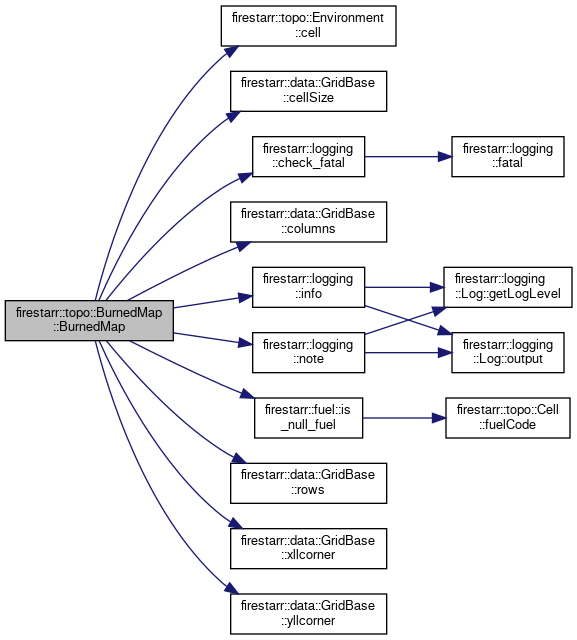 firestarr::topo::Environment
::cell
firestarr::data::GridBase
::cellSize
firestarr::logging
::check_fatal
firestarr::logging
::fatal
firestarr::data::GridBase
::columns
firestarr::logging
::info
firestarr::logging
::Log::getLogLevel
firestarr::topo::BurnedMap
::BurnedMap
firestarr::logging
::note
firestarr::logging
::Log::output
firestarr::fuel::is
_null_fuel
firestarr::topo::Cell
::fuelCode
firestarr::data::GridBase
::rows
firestarr::data::GridBase
::xllcorner
firestarr::data::GridBase
::yllcorner